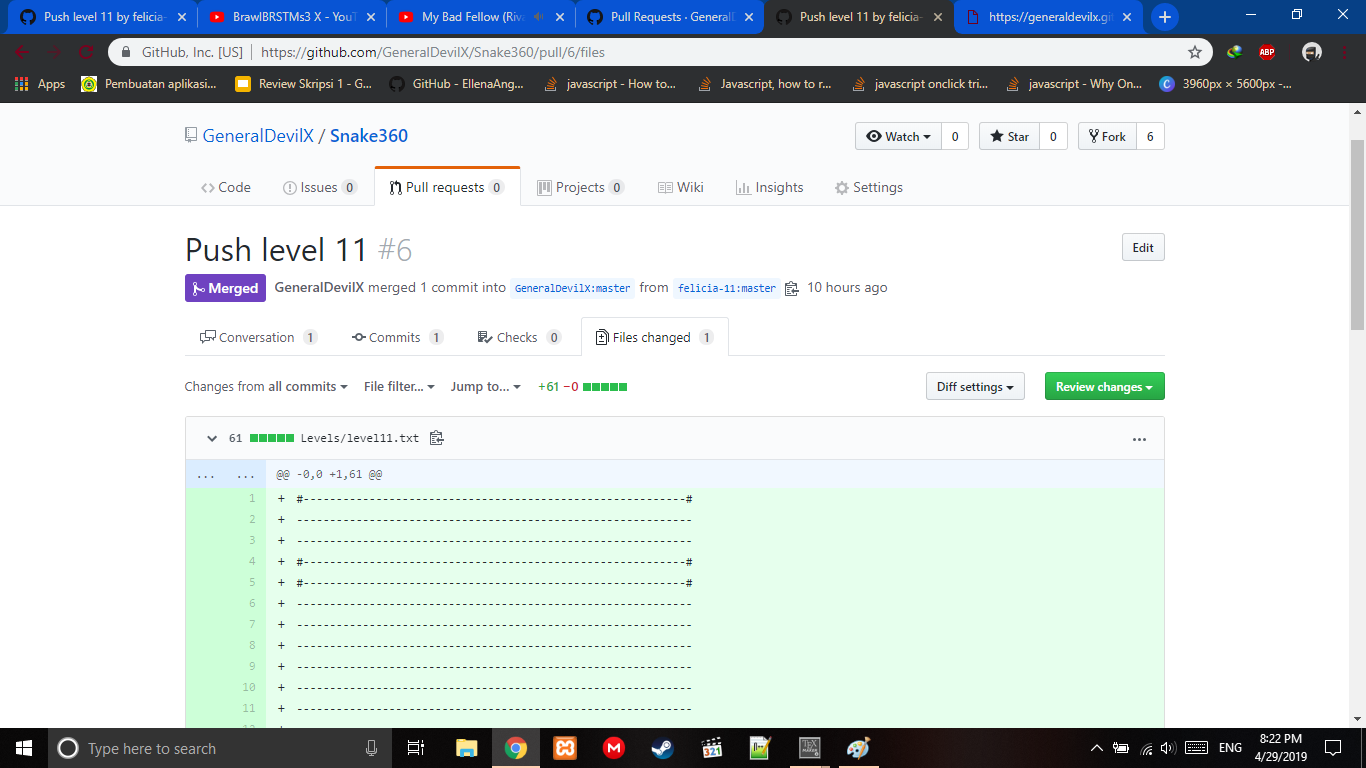 Push level 11 by felicia- BrawlBRSTMs3 X - YouT My Bad Fellow (Riva Pull Requests · GeneralD Push level 11 by felicia- https://generaldevilx.git
GitHub, Inc. [US] | https://github.com/GeneralDevilX/Snake360/pull/6/files ABP
Apps Pembuatan aplikasi... Review Skripsi 1 - G... GitHub - EllenaAng... javascript - How to... Javascript, how to r... javascript onclick tri... javascript - Why On... 3960px × 5600px -...
GeneralDevilX / Snake360 Watch 0 Star 0 Fork 6
Code Issues 0 Pull requests 0 Projects 0 Wiki Insights Settings
Push level 11 #6 Edit
Merged GeneralDevilX merged 1 commit into GeneralDevilX:master from felicia-11:master 10 hours ago
Conversation 1 Commits 1 Checks 0 Files changed 1
Changes from all commits File filter... Jump to... +61 −0 Diff settings Review changes
61 Levels/level11.txt ...
... ... @@ -0,0 +1,61 @@
1 + #----------------------------------------------------------#
2 + ------------------------------------------------------------
3 + ------------------------------------------------------------
4 + #----------------------------------------------------------#
5 + #----------------------------------------------------------#
6 + ------------------------------------------------------------
7 + ------------------------------------------------------------
8 + ------------------------------------------------------------
9 + ------------------------------------------------------------
10 + ------------------------------------------------------------
11 + ------------------------------------------------------------
Type here to search ENG 8:22 PM
4/29/2019